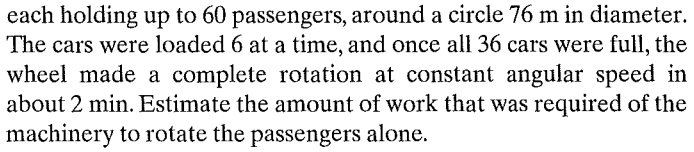 each holding up to 60 passengers, around a circle 76 m in diameter.
The cars were loaded 6 at a time, and once all 36 cars were full, the
wheel made a complete rotation at constant angular speed in
about 2 min. Estimate the amount of work that was required of the
machinery to rotate the passengers alone.